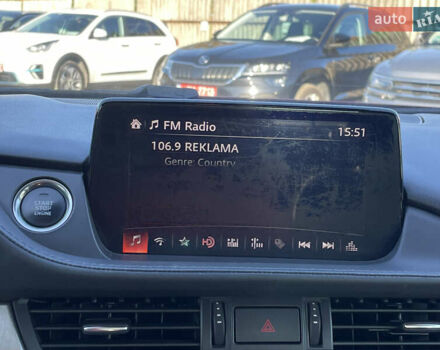 auto RIA
FM Radio 15:51
106.9 REKLAMA
Genre: Country
START
STOP
ENGINE